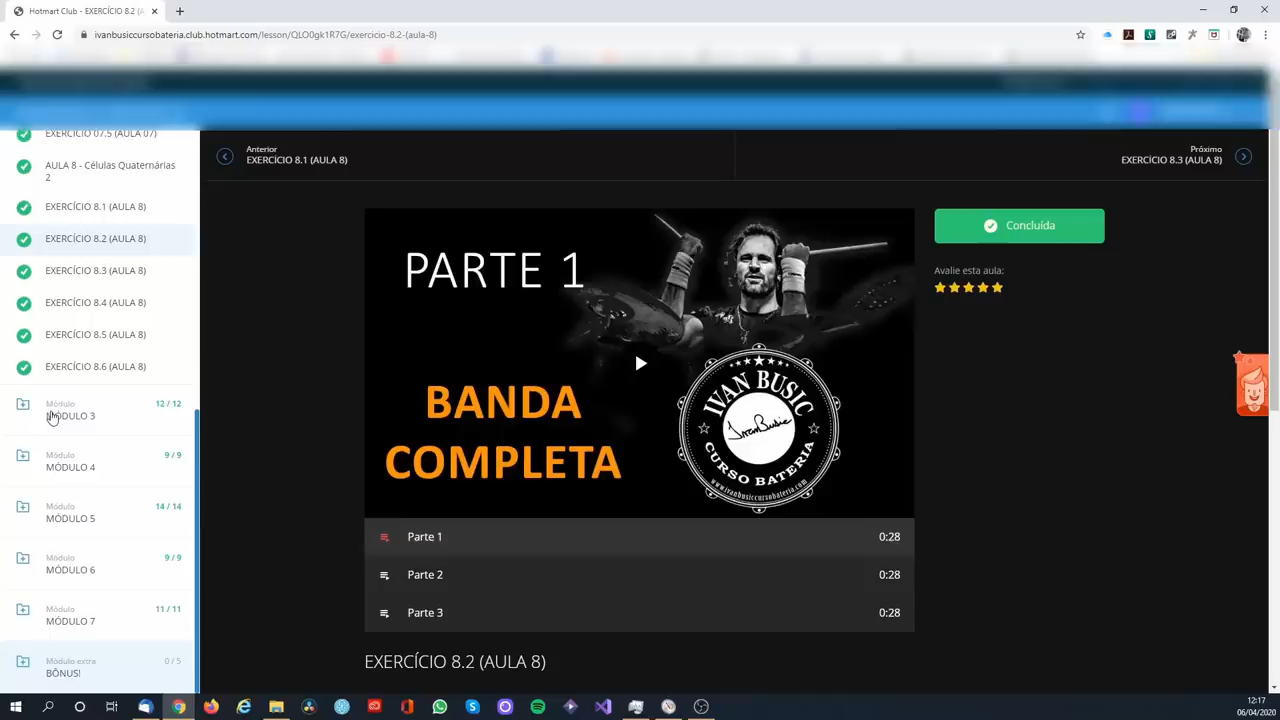 Hotmart Club - EXERCÍCIO 8.2 (A
ivanbusiccursobateria.club.hotmart.com/lesson/QLO0gk1R7G/exercicio-8.2-(aula-8)
EXERCÍCIO 07.5 (AULA 07)
AULA 8 - Células Quaternárias
2
EXERCÍCIO 8.1 (AULA 8)
EXERCÍCIO 8.2 (AULA 8)
EXERCÍCIO 8.3 (AULA 8)
EXERCÍCIO 8.4 (AULA 8)
EXERCÍCIO 8.5 (AULA 8)
EXERCÍCIO 8.6 (AULA 8)
Módulo
MÓDULO 3
12 / 12
Módulo
MÓDULO 4
9 / 9
Módulo
MÓDULO 5
14 / 14
Módulo
MÓDULO 6
9 / 9
Módulo
MÓDULO 7
11 / 11
Módulo extra
BÔNUS!
0 / 5
Anterior
EXERCÍCIO 8.1 (AULA 8)
Próximo
EXERCÍCIO 8.3 (AULA 8)
PARTE 1
BANDA
COMPLETA
IVAN BUSIC
Ivan Busic
CURSO BATERIA
www.ivanbusiccursobateria.com
Concluída
Avalie esta aula:
Parte 1 0:28
Parte 2 0:28
Parte 3 0:28
EXERCÍCIO 8.2 (AULA 8)
12:17
06/04/2020